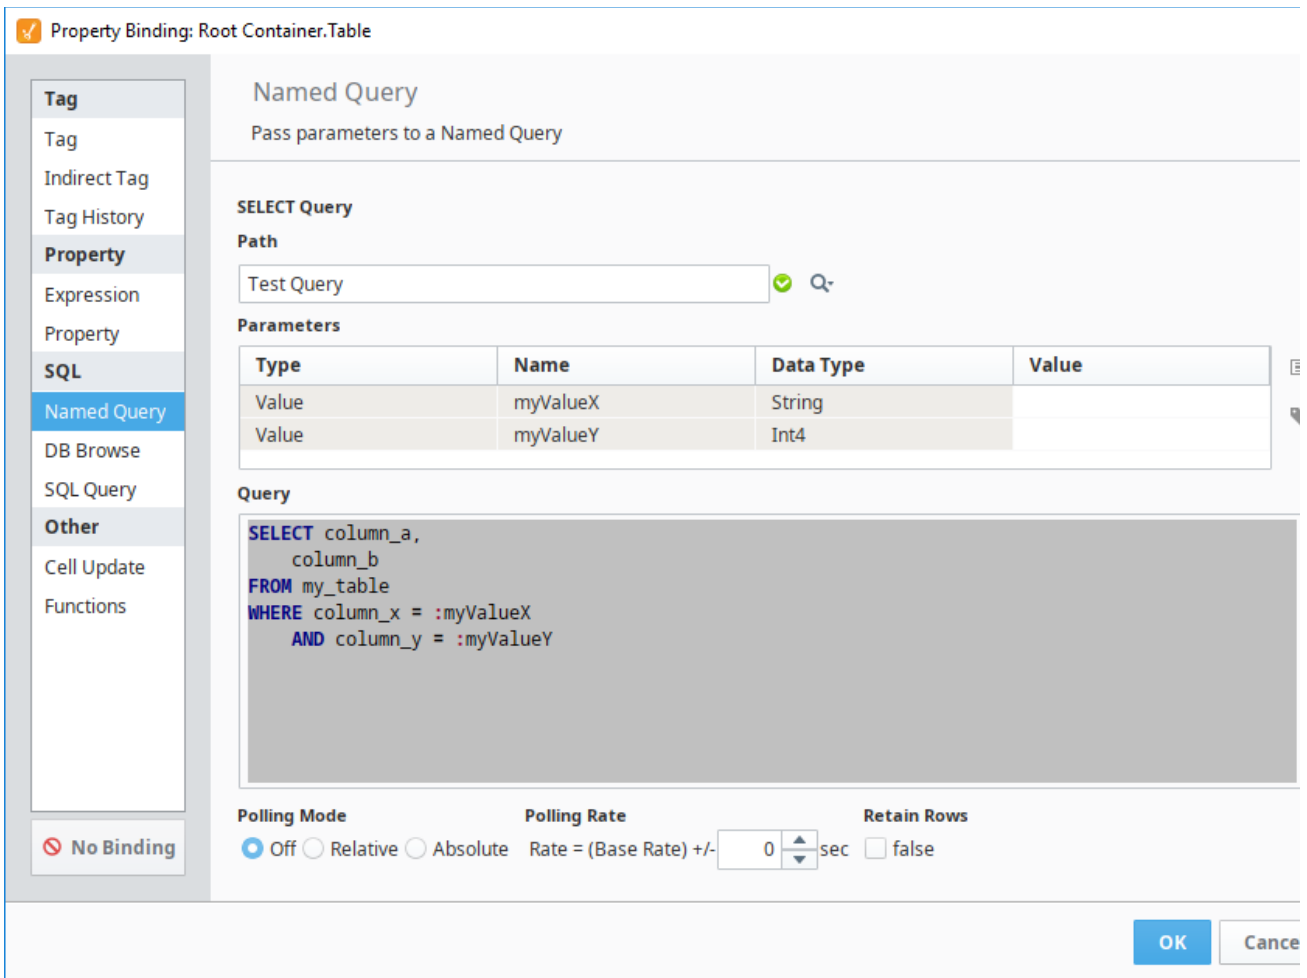 Property Binding: Root Container.Table
Tag
Tag
Indirect Tag
Tag History
Property
Expression
Property
SQL
Named Query
DB Browse
SQL Query
Other
Cell Update
Functions
No Binding
Named Query
Pass parameters to a Named Query
SELECT Query
Path
Test Query
Parameters
Type Name Data Type Value
Value myValueX String
Value myValueY Int4
Query
SELECT column_a,
column_b
FROM my_table
WHERE column_x = :myValueX
AND column_y = :myValueY
Polling Mode Polling Rate Retain Rows
Off Relative Absolute Rate = (Base Rate) +/- 0 sec false
OK Cance